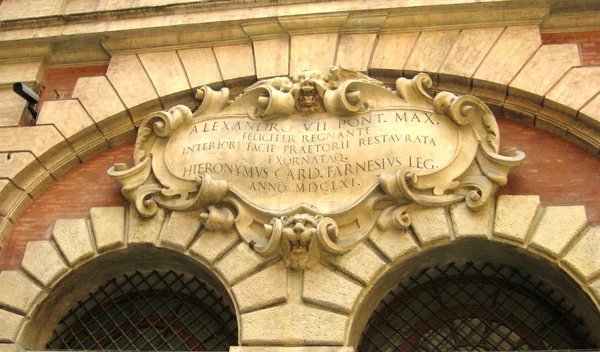 ALEXANDRO VII PONT. MAX.
FELICITER REGNANTE
INTERIORI FACIE PRAETORII RESTAVRATA
EXORNATAQ.
HIERONYMVS CARD. FARNESIVS LEG.
ANNO MDCLXI.